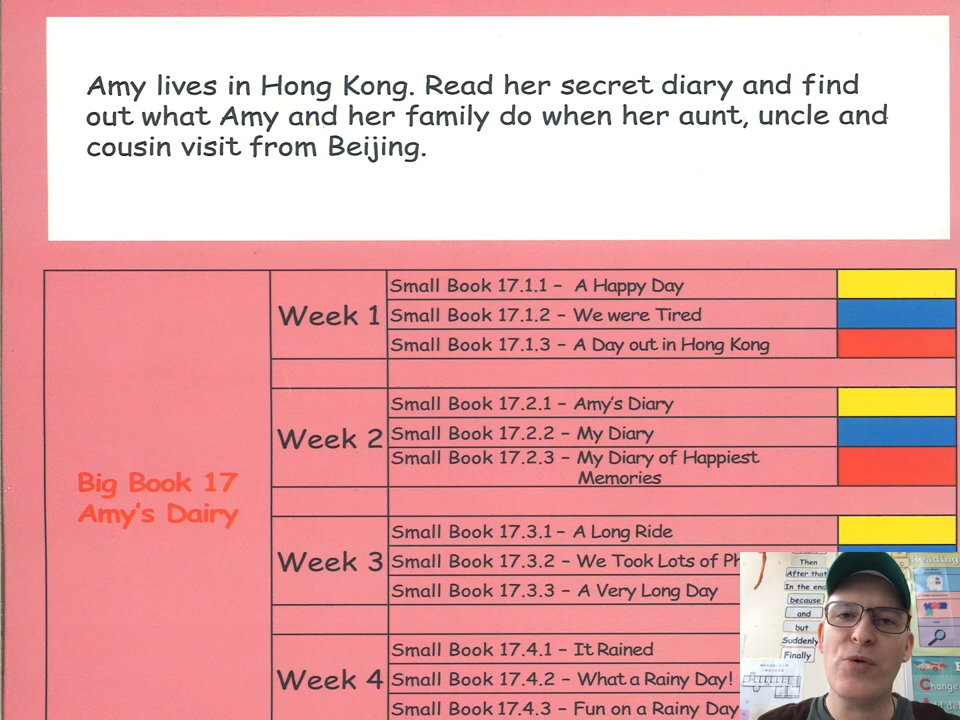 Amy lives in Hong Kong. Read her secret diary and find
out what Amy and her family do when her aunt, uncle and
cousin visit from Beijing.
Big Book 17
Amy's Dairy
Week 1
Small Book 17.1.1 – A Happy Day
Small Book 17.1.2 – We were Tired
Small Book 17.1.3 – A Day out in Hong Kong
Week 2
Small Book 17.2.1 – Amy's Diary
Small Book 17.2.2 – My Diary
Small Book 17.2.3 – My Diary of Happiest
Memories
Week 3
Small Book 17.3.1 – A Long Ride
Small Book 17.3.2 – We Took Lots of
Small Book 17.3.3 – A Very Long Day
Week 4
Small Book 17.4.1 – It Rained
Small Book 17.4.2 – What a Rainy Day!
Small Book 17.4.3 – Fun on a Rainy Day
Then
After that
In the end
because
and
but
Suddenly
Finally
Reading
Change